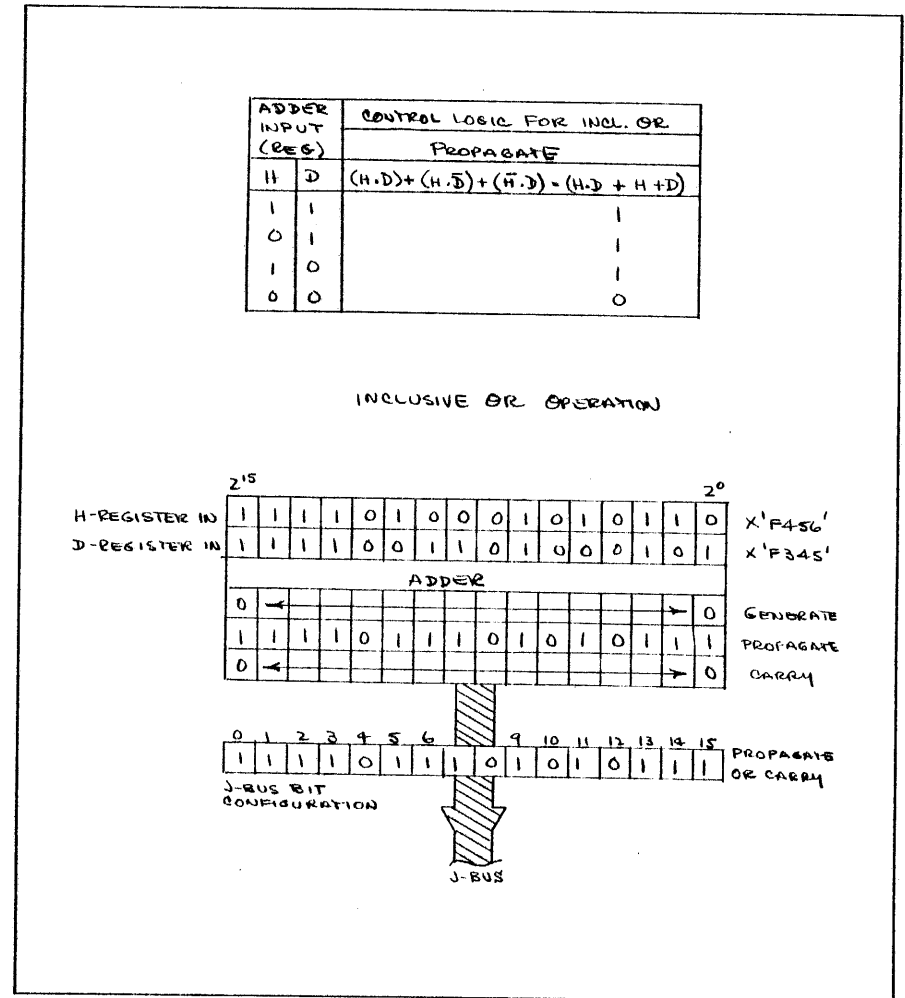 ADDER INPUT (REG)
CONTROL LOGIC FOR INCL. OR
PROPAGATE
H D (H·D)+(H·D̄)+(H̄·D) = (H·D + H + D)
1 1 1
0 1 1
1 0 1
0 0 0
INCLUSIVE OR OPERATION
2¹⁵ 2⁰
H-REGISTER IN 1 1 1 1 0 1 0 0 0 1 0 1 0 1 1 0 X'F456'
D-REGISTER IN 1 1 1 1 0 0 1 1 0 1 0 0 0 1 0 1 X'F345'
ADDER
0 0 GENERATE
1 1 1 1 0 1 1 1 0 1 0 1 0 1 1 1 PROPAGATE
0 0 CARRY
0 1 2 3 4 5 6 9 10 11 12 13 14 15
1 1 1 1 0 1 1 1 0 1 0 1 0 1 1 1 PROPAGATE OR CARRY
J-BUS BIT CONFIGURATION
J-BUS